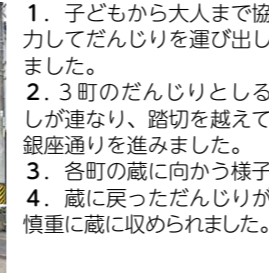 1．子どもから大人まで協
力してだんじりを運び出し
ました。
2．３町のだんじりとしる
しが連なり、踏切を越えて
銀座通りを進みました。
3．各町の蔵に向かう様子
4．蔵に戻っただんじりが
慎重に蔵に収められました。